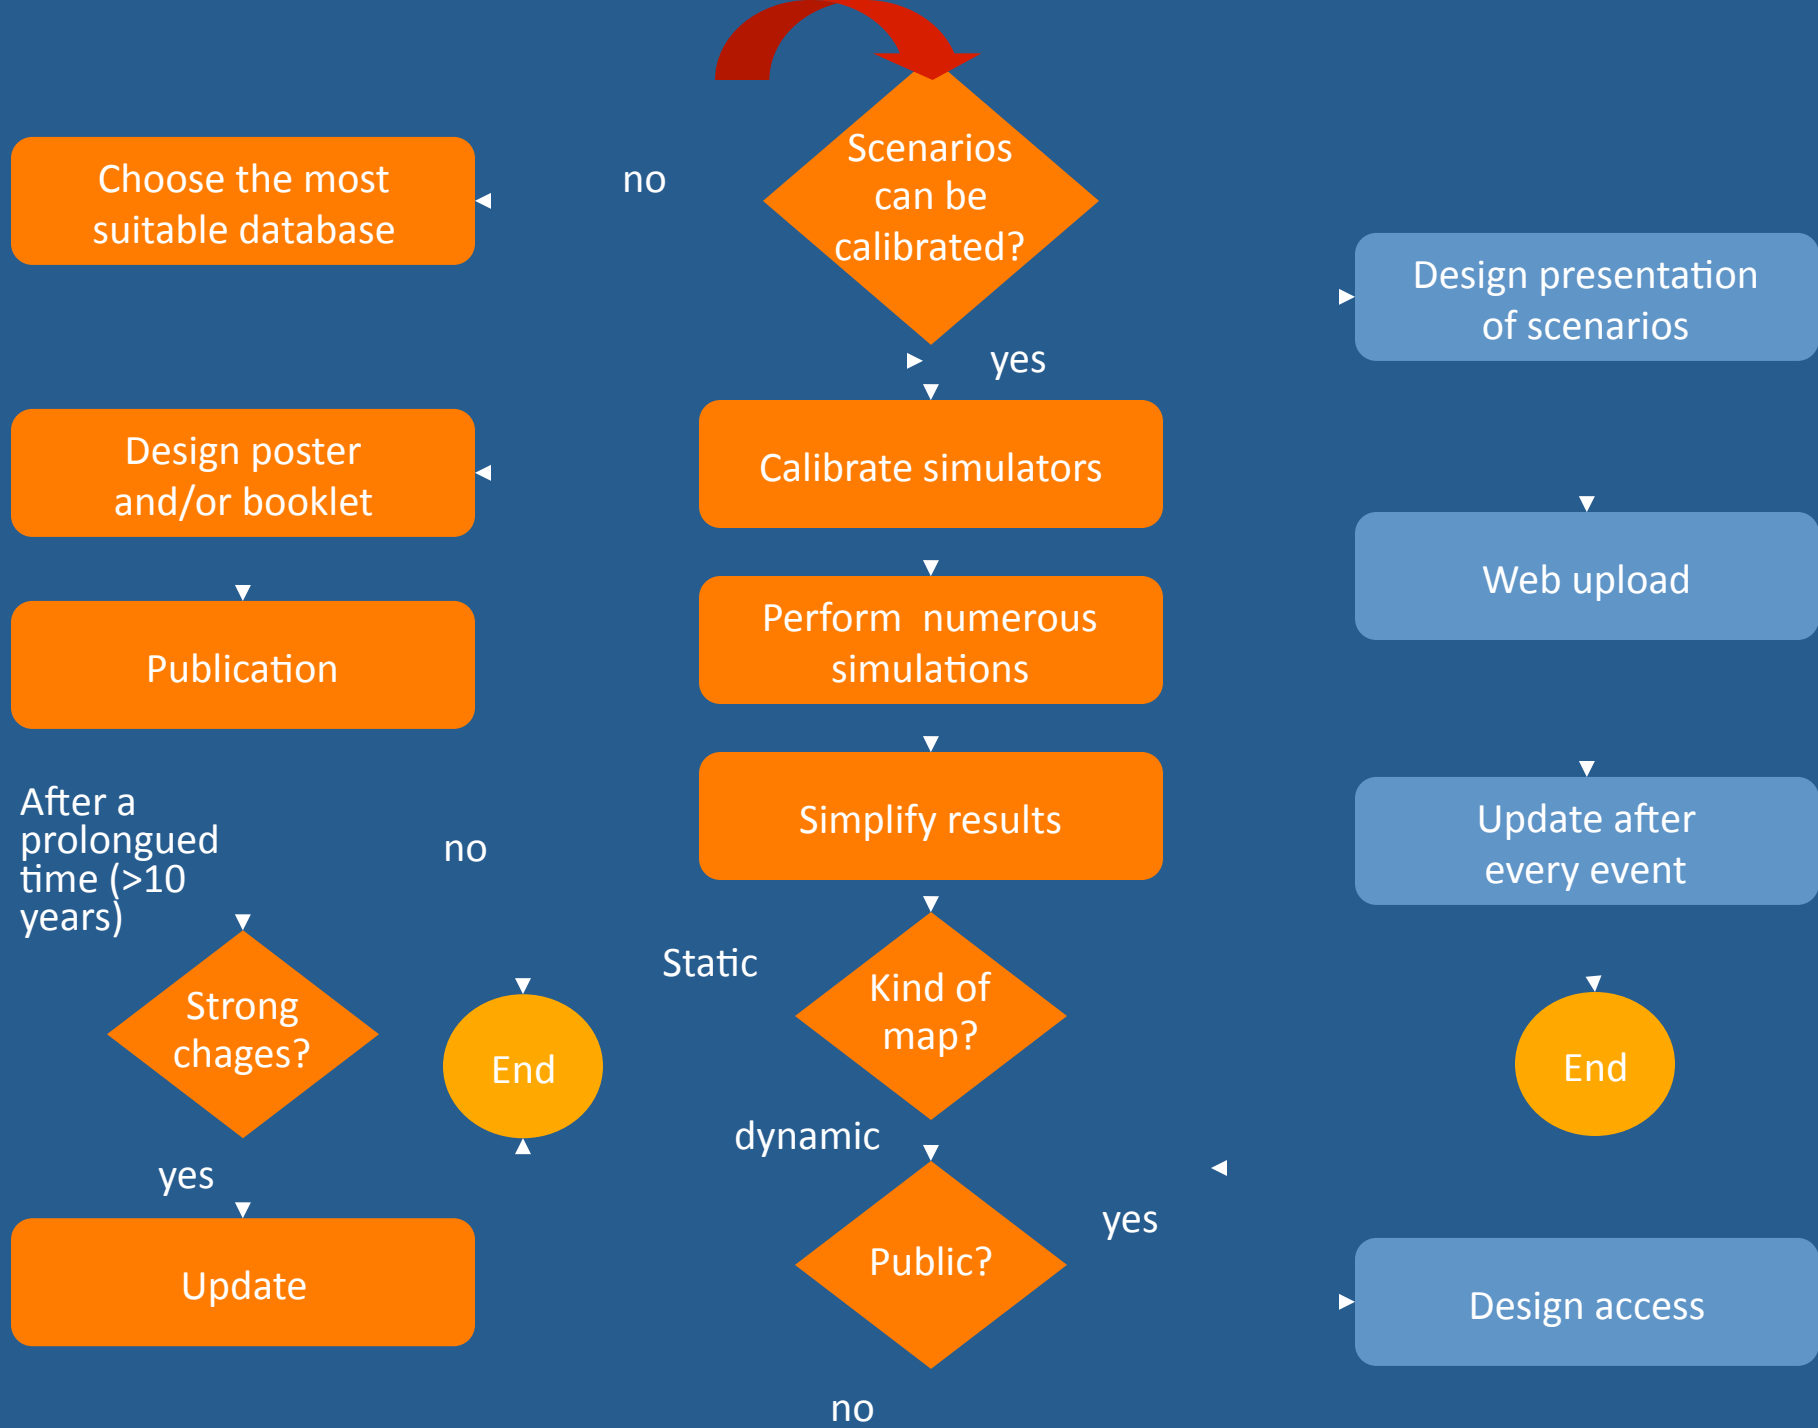 Scenarios
can be
calibrated?
no
Choose the most
suitable database
yes
Design presentation
of scenarios
Design poster
and/or booklet
Calibrate simulators
Web upload
Publication
Perform  numerous
simulations
After a
prolongued
time (>10
years)
no
Simplify results
Update after
every event
Static
Strong
chages?
End
Kind of
map?
End
dynamic
yes
yes
Update
Public?
Design access
no